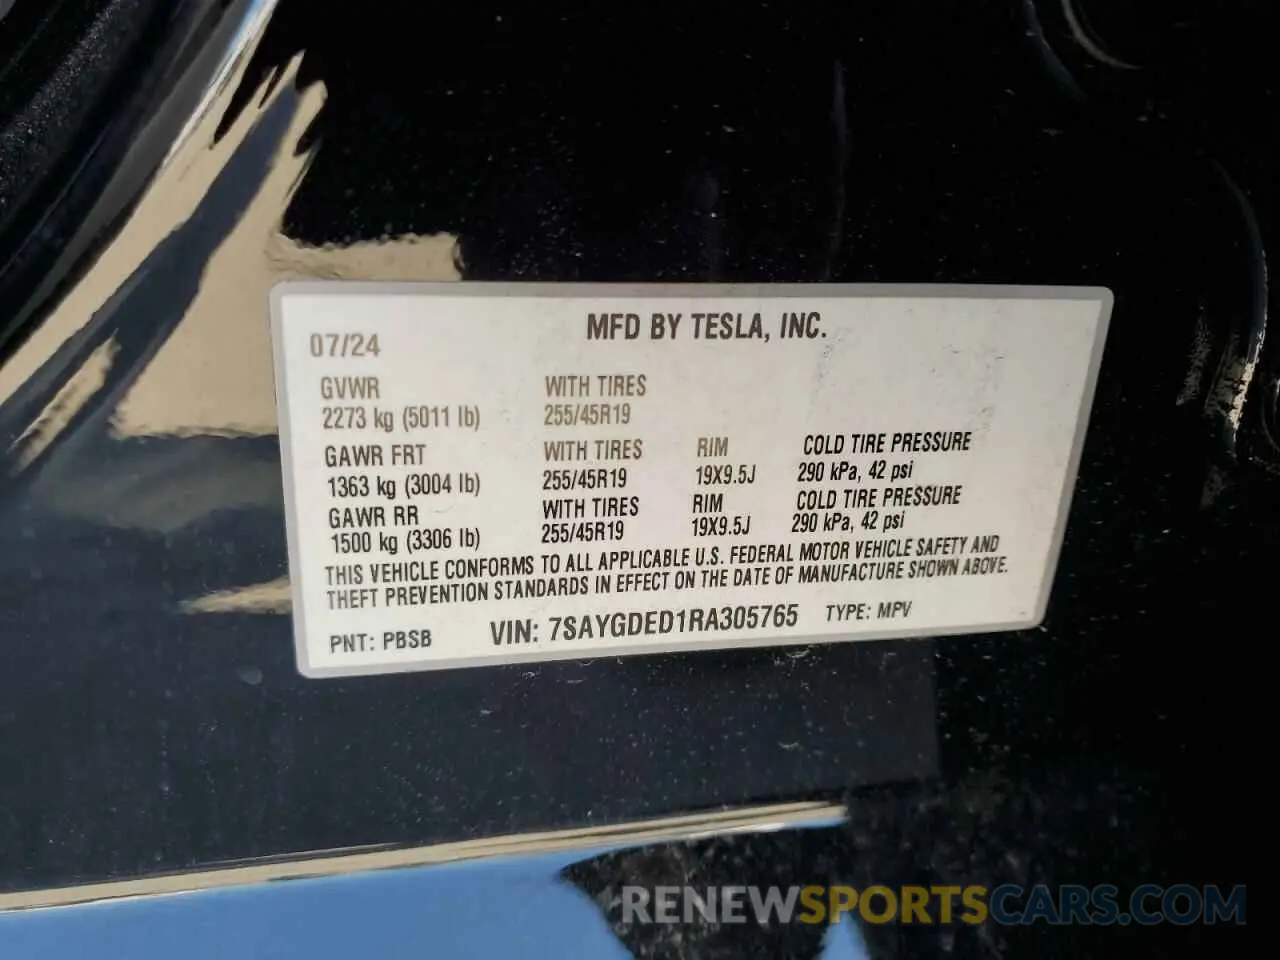 MFD BY TESLA, INC.
07/24
GVWR WITH TIRES
2273 kg (5011 lb) 255/45R19
GAWR FRT WITH TIRES RIM COLD TIRE PRESSURE
1363 kg (3004 lb) 255/45R19 19X9.5J 290 kPa, 42 psi
GAWR RR WITH TIRES RIM COLD TIRE PRESSURE
1500 kg (3306 lb) 255/45R19 19X9.5J 290 kPa, 42 psi
THIS VEHICLE CONFORMS TO ALL APPLICABLE U.S. FEDERAL MOTOR VEHICLE SAFETY AND
THEFT PREVENTION STANDARDS IN EFFECT ON THE DATE OF MANUFACTURE SHOWN ABOVE.
PNT: PBSB VIN: 7SAYGDED1RA305765 TYPE: MPV
RENEWSPORTSCARS.COM